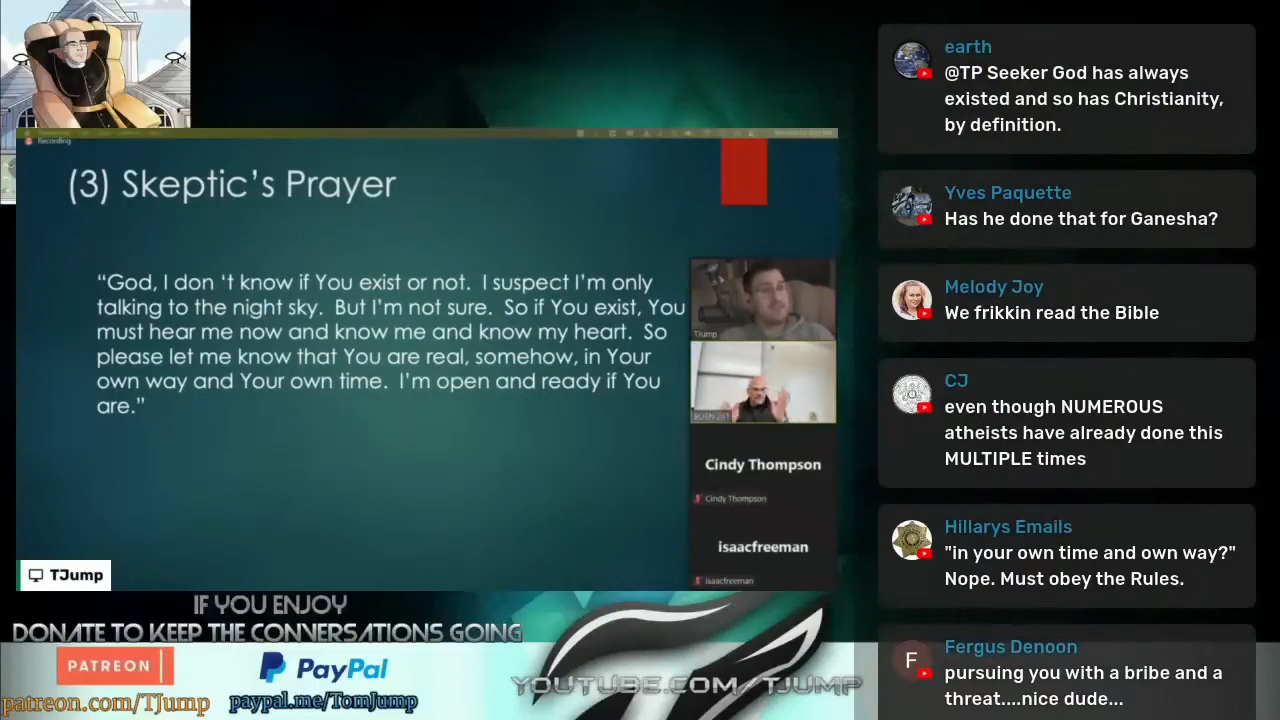 Recording
(3) Skeptic's Prayer
“God, I don ‘t know if You exist or not.  I suspect I'm only
talking to the night sky.  But I'm not sure.  So if You exist, You
must hear me now and know me and know my heart.  So
please let me know that You are real, somehow, in Your
own way and Your own time.  I'm open and ready if You
are.”
TJump
BUSN 201
Cindy Thompson
Cindy Thompson
isaacfreeman
isaacfreeman
TJump
IF YOU ENJOY
DONATE TO KEEP THE CONVERSATIONS GOING
PATREON
PayPal
patreon.com/TJump
paypal.me/TomJump
YOUTUBE.COM/TJUMP
earth
@TP Seeker God has always
existed and so has Christianity,
by definition.
Yves Paquette
Has he done that for Ganesha?
Melody Joy
We frikkin read the Bible
CJ
even though NUMEROUS
atheists have already done this
MULTIPLE times
Hillarys Emails
"in your own time and own way?"
Nope. Must obey the Rules.
F
Fergus Denoon
pursuing you with a bribe and a
threat....nice dude...